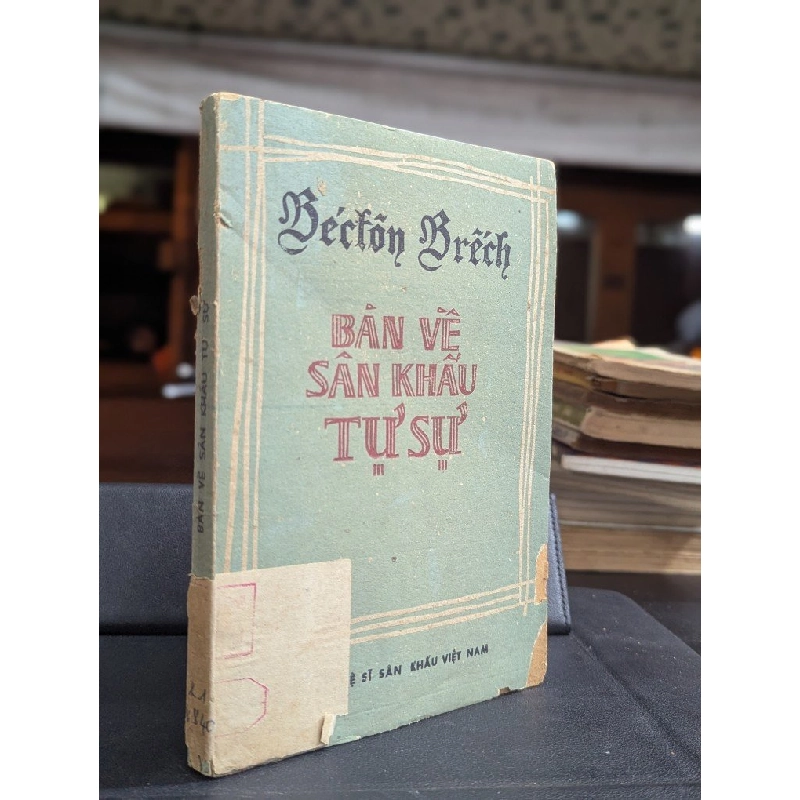 Béctôn Brếch
BÀN VỀ
SÂN KHẤU
TỰ SỰ
SĨ SÂN KHẤU VIỆT NAM
BÀN VỀ SÂN KHẤU TỰ SỰ